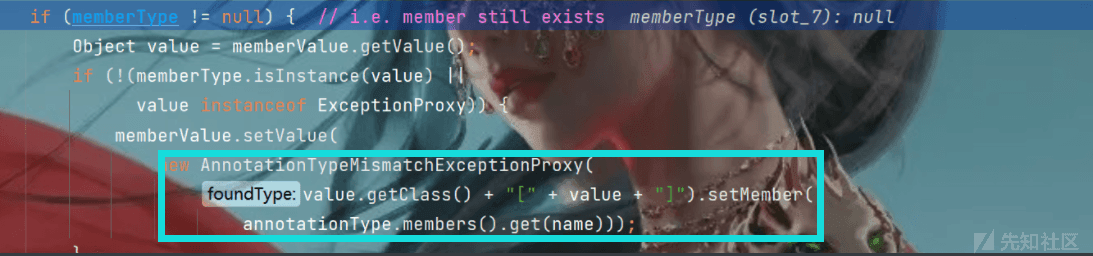 if (memberType != null) {  // i.e. member still exists   memberType (slot_7): null
Object value = memberValue.getValue();
if (!(memberType.isInstance(value) ||
value instanceof ExceptionProxy)) {
memberValue.setValue(
new AnnotationTypeMismatchExceptionProxy(
foundType: value.getClass() + "[" + value + "]").setMember(
annotationType.members().get(name)));
}
先知社区